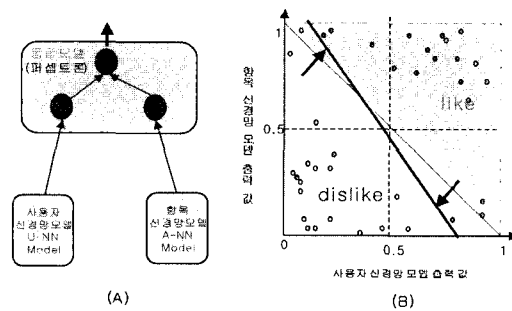 통합모델
(퍼셉트론)
사용자
신경망모델
U-NN
Model
항목
신경망모델
A-NN
Model
(A)
항목 신경망 모델 출력 값
1
0.5
0
like
dislike
0.5
1
사용자 신경망 모델 출력 값
(B)